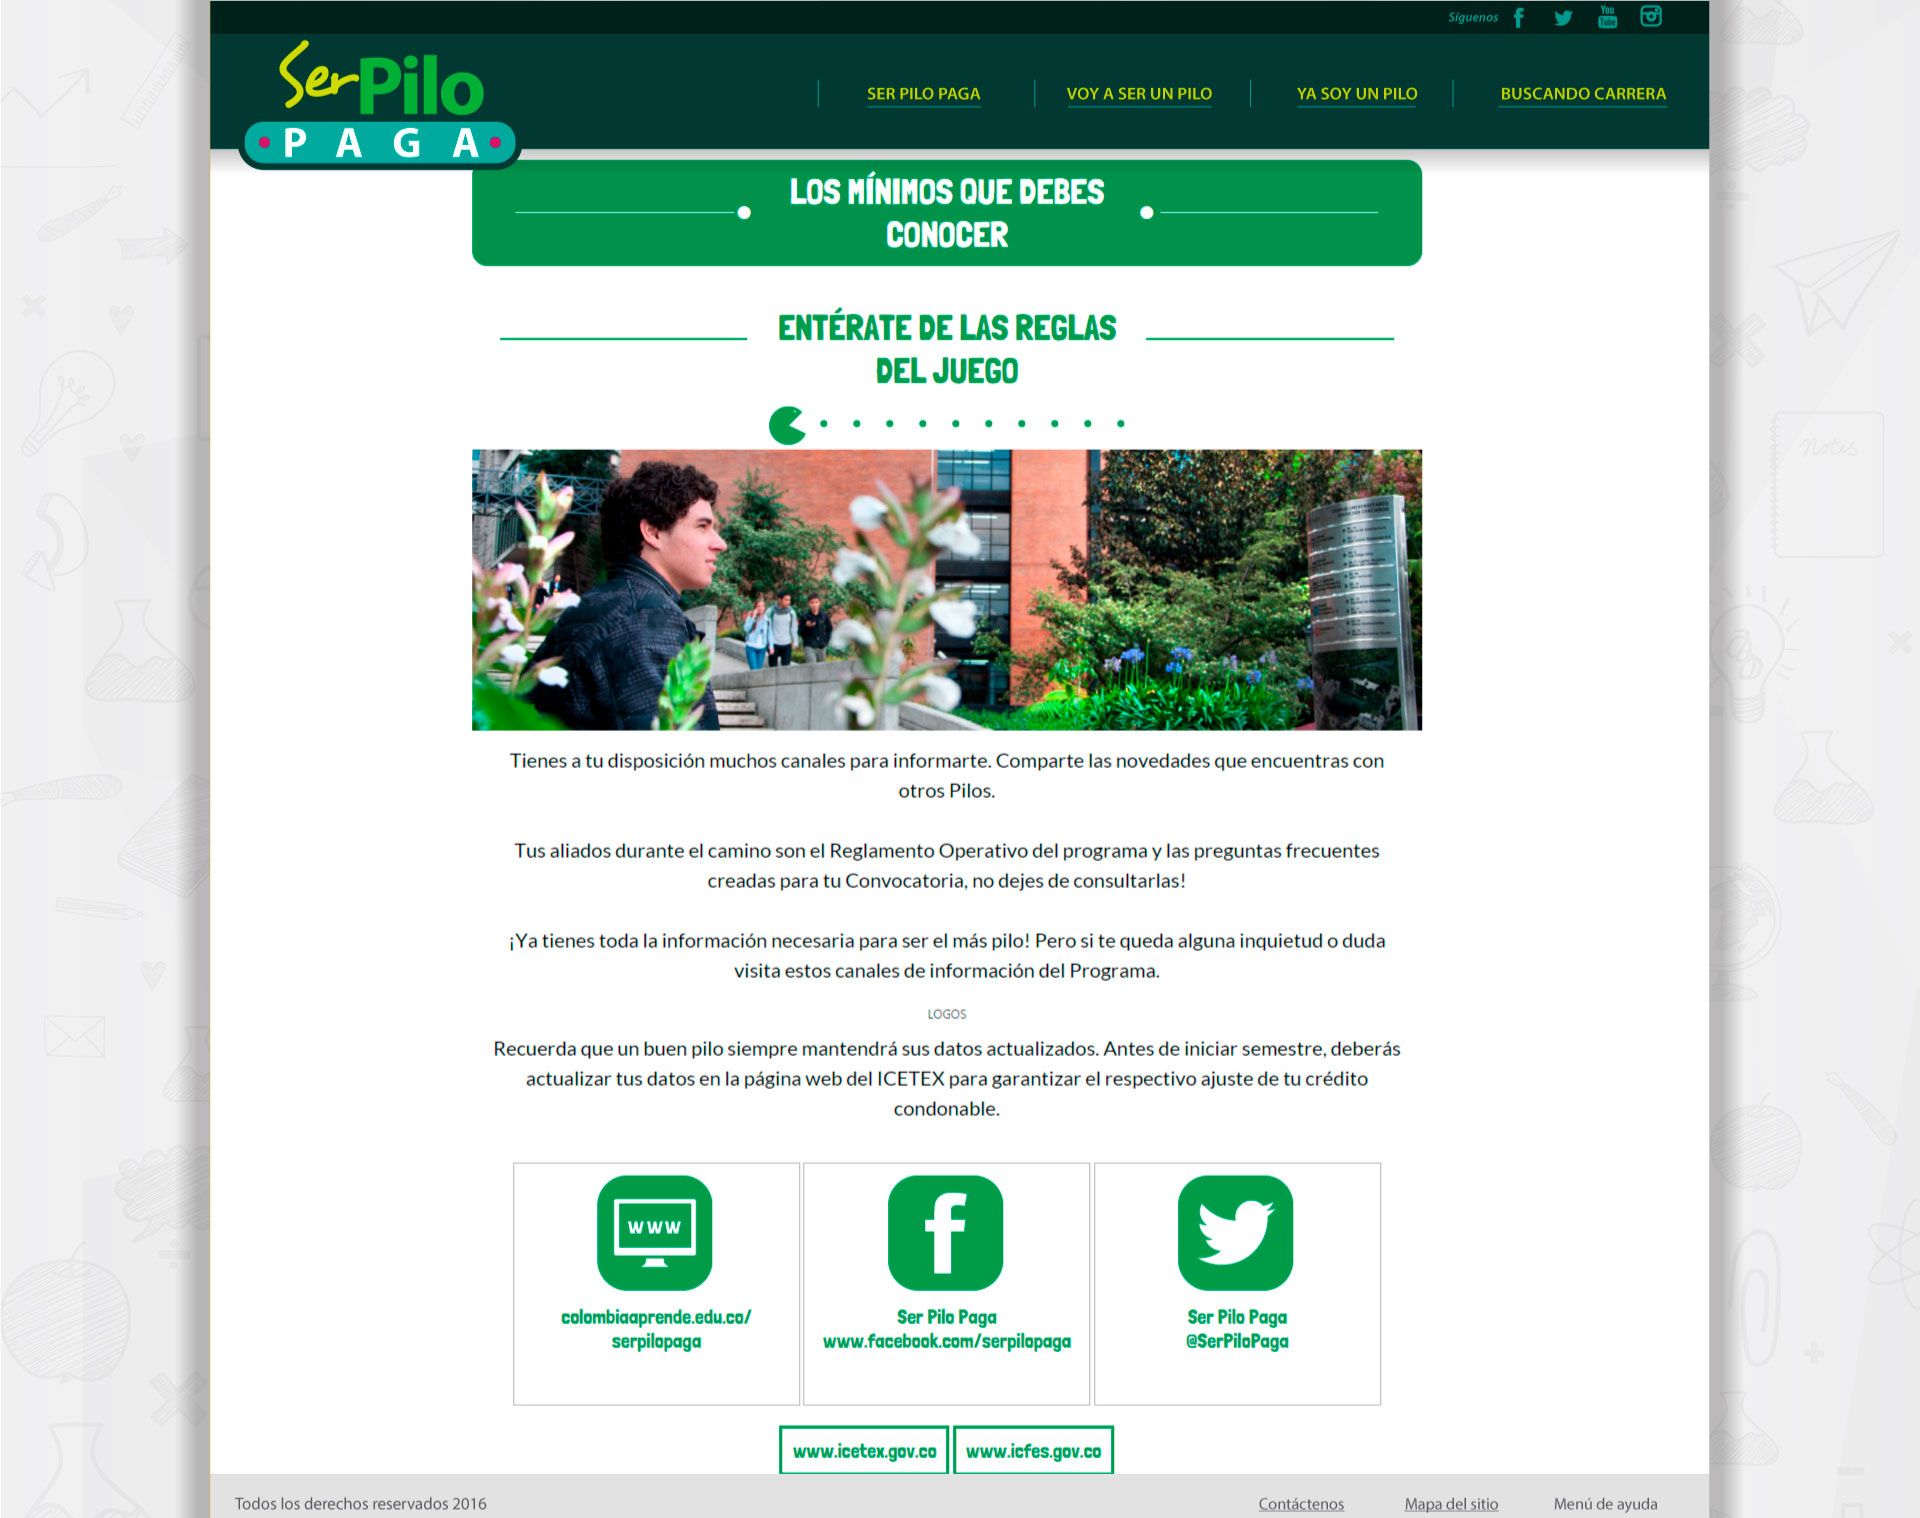 Síguenos
You
Tube
Ser Pilo
PAGA
SER PILO PAGA
VOY A SER UN PILO
YA SOY UN PILO
BUSCANDO CARRERA
LOS MÍNIMOS QUE DEBES
CONOCER
ENTÉRATE DE LAS REGLAS
DEL JUEGO
Notes
Tienes a tu disposición muchos canales para informarte. Comparte las novedades que encuentras con
otros Pilos.
Tus aliados durante el camino son el Reglamento Operativo del programa y las preguntas frecuentes
creadas para tu Convocatoria, no dejes de consultarlas!
¡Ya tienes toda la información necesaria para ser el más pilo! Pero si te queda alguna inquietud o duda
visita estos canales de información del Programa.
LOGOS
Recuerda que un buen pilo siempre mantendrá sus datos actualizados. Antes de iniciar semestre, deberás
actualizar tus datos en la página web del ICETEX para garantizar el respectivo ajuste de tu crédito
condonable.
www
colombiaaprende.edu.co/
serpilopaga
Ser Pilo Paga
www.facebook.com/serpilopaga
Ser Pilo Paga
@SerPiloPaga
www.icetex.gov.co
www.icfes.gov.co
Todos los derechos reservados 2016
Contáctenos
Mapa del sitio
Menú de ayuda